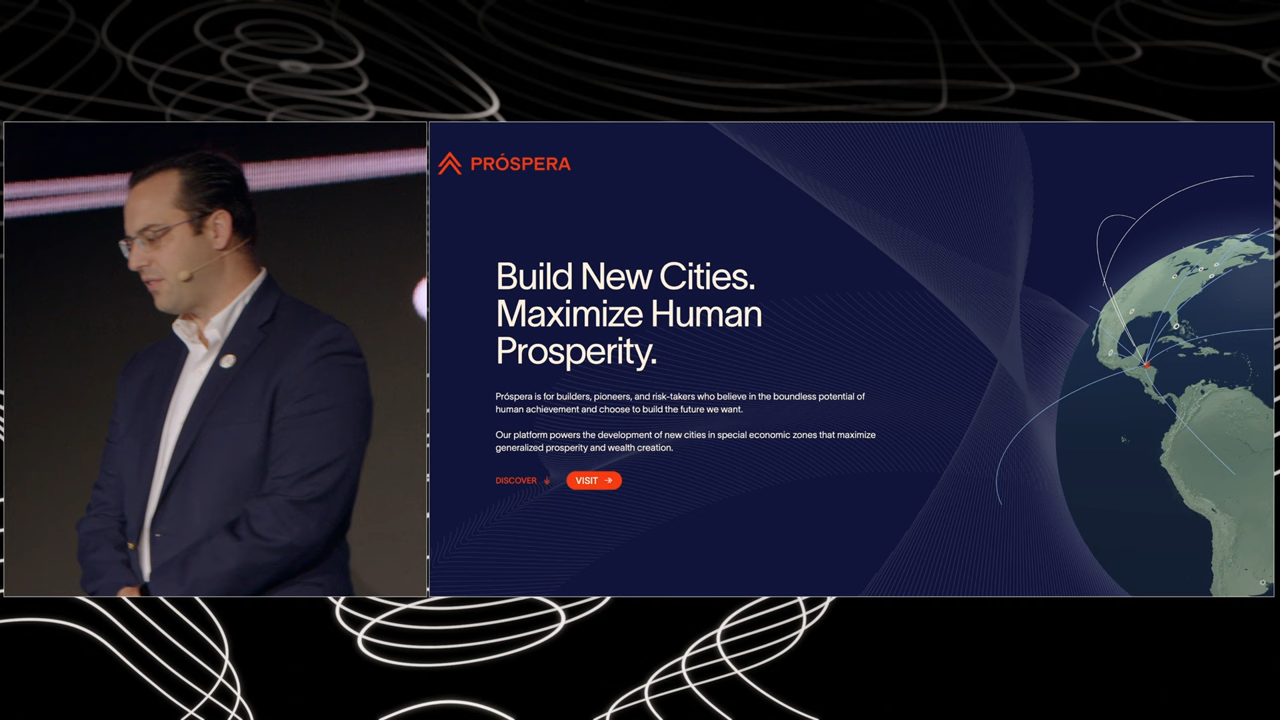 PRÓSPERA
Build New Cities.
Maximize Human
Prosperity.
Próspera is for builders, pioneers, and risk-takers who believe in the boundless potential of
human achievement and choose to build the future we want.
Our platform powers the development of new cities in special economic zones that maximize
generalized prosperity and wealth creation.
DISCOVER
VISIT